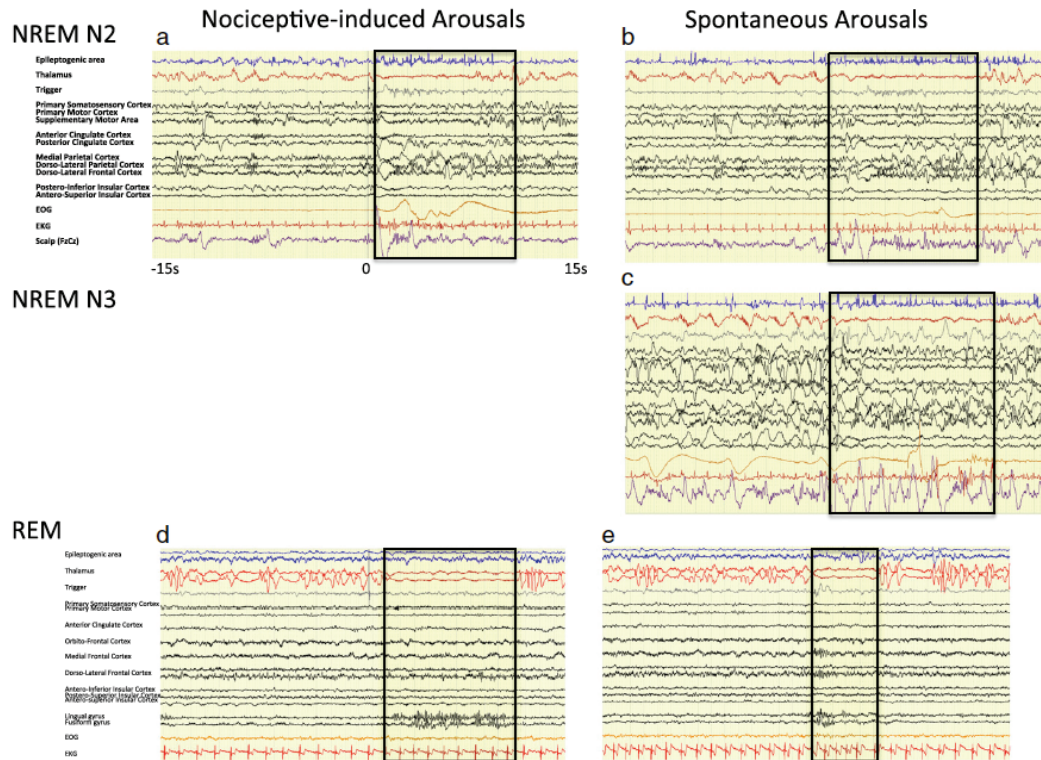 Nociceptive-induced Arousals
Spontaneous Arousals
NREM N2
a
b
Epileptogenic area
Thalamus
Trigger
Primary Somatosensory Cortex
Primary Motor Cortex
Supplementary Motor Area
Anterior Cingulate Cortex
Posterior Cingulate Cortex
Medial Parietal Cortex
Dorso-Lateral Parietal Cortex
Dorso-Lateral Frontal Cortex
Postero-Inferior Insular Cortex
Antero-Superior Insular Cortex
EOG
EKG
Scalp (FzCz)
-15s
0
15s
NREM N3
c
REM
d
e
Epileptogenic area
Thalamus
Trigger
Primary Somatosensory Cortex
Primary Motor Cortex
Anterior Cingulate Cortex
Orbito-Frontal Cortex
Medial Frontal Cortex
Dorso-Lateral Frontal Cortex
Antero-Inferior Insular Cortex
Postero-Superior Insular Cortex
Antero-superior Insular Cortex
Lingual gyrus
Fusiform gyrus
EOG
EKG